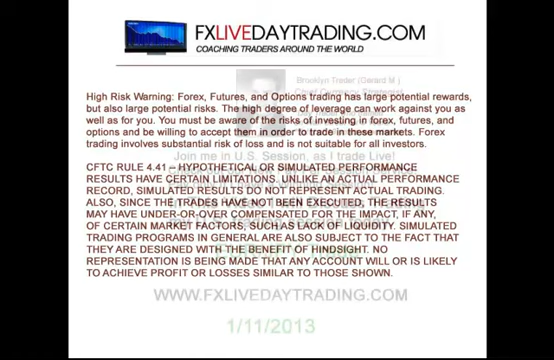 FXLIVEDAYTRADING.COM
COACHING TRADERS AROUND THE WORLD
Brooklyn Treder (Gerard M )
Chief Currency Strategist
High Risk Warning: Forex, Futures, and Options trading has large potential rewards,
but also large potential risks. The high degree of leverage can work against you as
well as for you. You must be aware of the risks of investing in forex, futures, and
options and be willing to accept them in order to trade in these markets. Forex
trading involves substantial risk of loss and is not suitable for all investors.
Join me in U.S. Session, as I trade Live!
CFTC RULE 4.41 – HYPOTHETICAL OR SIMULATED PERFORMANCE
RESULTS HAVE CERTAIN LIMITATIONS. UNLIKE AN ACTUAL PERFORMANCE
RECORD, SIMULATED RESULTS DO NOT REPRESENT ACTUAL TRADING.
ALSO, SINCE THE TRADES HAVE NOT BEEN EXECUTED, THE RESULTS
MAY HAVE UNDER-OR-OVER COMPENSATED FOR THE IMPACT, IF ANY,
OF CERTAIN MARKET FACTORS, SUCH AS LACK OF LIQUIDITY. SIMULATED
TRADING PROGRAMS IN GENERAL ARE ALSO SUBJECT TO THE FACT THAT
THEY ARE DESIGNED WITH THE BENEFIT OF HINDSIGHT. NO
REPRESENTATION IS BEING MADE THAT ANY ACCOUNT WILL OR IS LIKELY
TO ACHIEVE PROFIT OR LOSSES SIMILAR TO THOSE SHOWN.
WWW.FXLIVEDAYTRADING.COM
1/11/2013